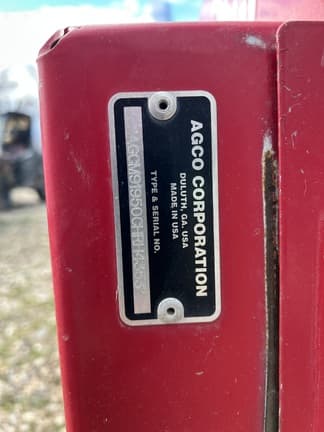 AGCO CORPORATION
DULUTH, GA. USA
MADE IN USA
TYPE & SERIAL NO.